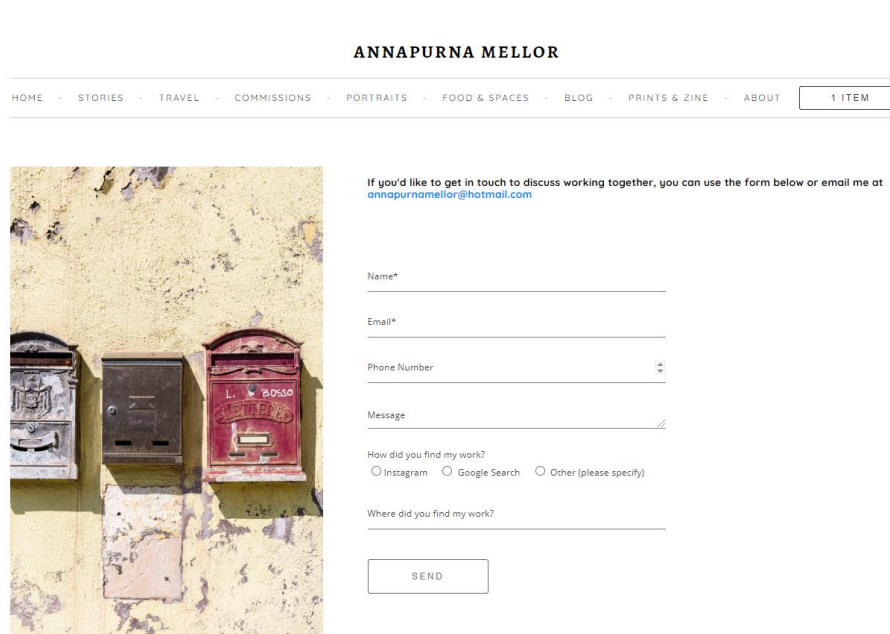 ANNAPURNA MELLOR
HOME - STORIES - TRAVEL - COMMISSIONS - PORTRAITS - FOOD & SPACES - BLOG - PRINTS & ZINE - ABOUT 1 ITEM
If you'd like to get in touch to discuss working together, you can use the form below or email me at
annapurnamellor@hotmail.com
Name*
Email*
Phone Number
L. BOSSO
LETTERE
Message
How did you find my work?
Instagram Google Search Other (please specify)
Where did you find my work?
SEND